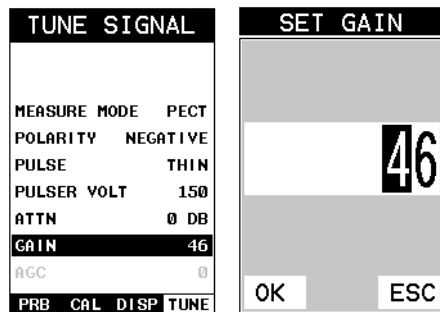 TUNE SIGNAL
MEASURE MODE PECT
POLARITY NEGATIVE
PULSE THIN
PULSER VOLT 150
ATTN 0 DB
GAIN 46
AGC 0
PRB CAL DISP TUNE
SET GAIN
46
OK ESC